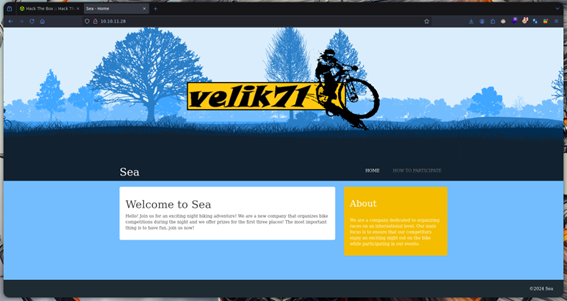 Hack The Box :: Hack The
Sea - Home
10.10.11.28
velik71
Sea
HOME
HOW TO PARTICIPATE
Welcome to Sea
Hello! Join us for an exciting night biking adventure! We are a new company that organizes bike
competitions during the night and we offer prizes for the first three places! The most important
thing is to have fun, join us now!
About
We are a company dedicated to organizing
races on an international level. Our main
focus is to ensure that our competitors
enjoy an exciting night out on the bike
while participating in our events.
©2024 Sea